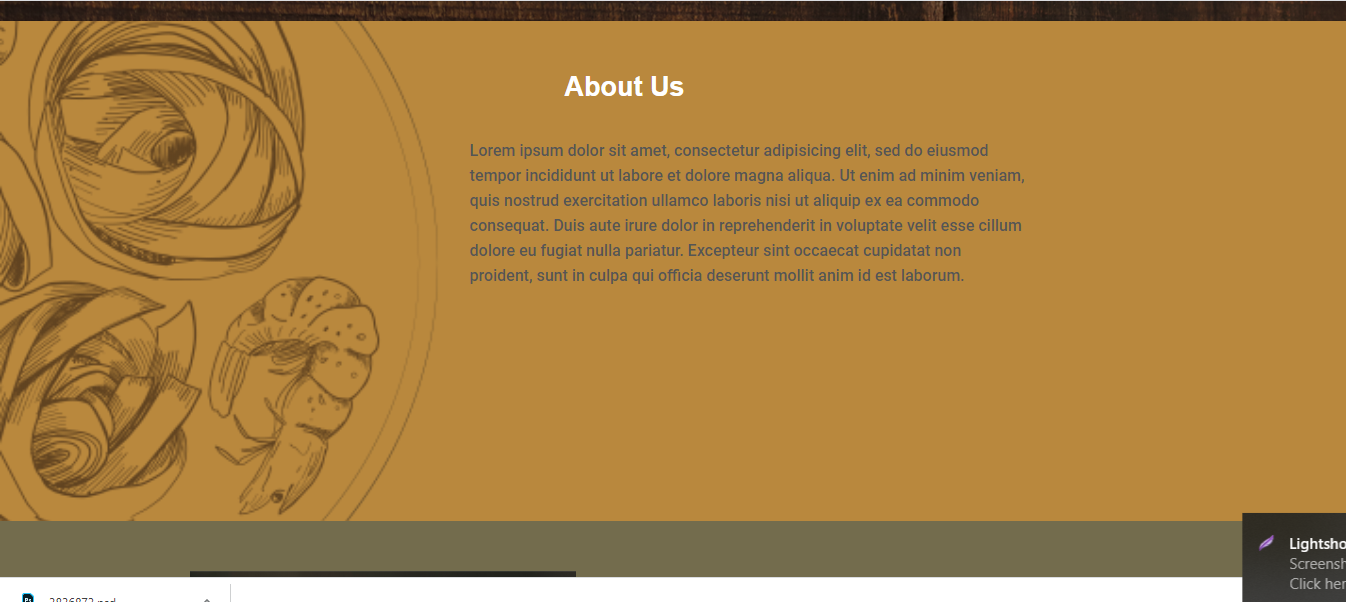 About Us
Lorem ipsum dolor sit amet, consectetur adipisicing elit, sed do eiusmod
tempor incididunt ut labore et dolore magna aliqua. Ut enim ad minim veniam,
quis nostrud exercitation ullamco laboris nisi ut aliquip ex ea commodo
consequat. Duis aute irure dolor in reprehenderit in voluptate velit esse cillum
dolore eu fugiat nulla pariatur. Excepteur sint occaecat cupidatat non
proident, sunt in culpa qui officia deserunt mollit anim id est laborum.
Lightsho
Screensh
Click her
Ps